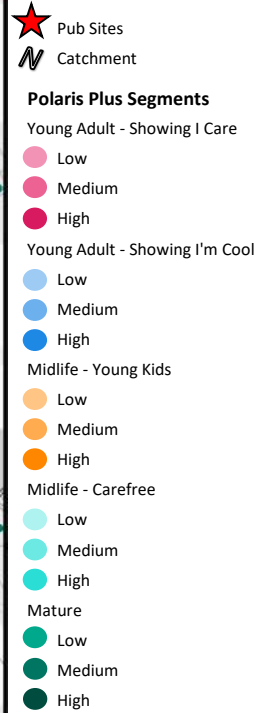 Pub Sites
Catchment
Polaris Plus Segments
Young Adult - Showing I Care
Low
Medium
High
Young Adult - Showing I'm Cool
Low
Medium
High
Midlife - Young Kids
Low
Medium
High
Midlife - Carefree
Low
Medium
High
Mature
Low
Medium
High